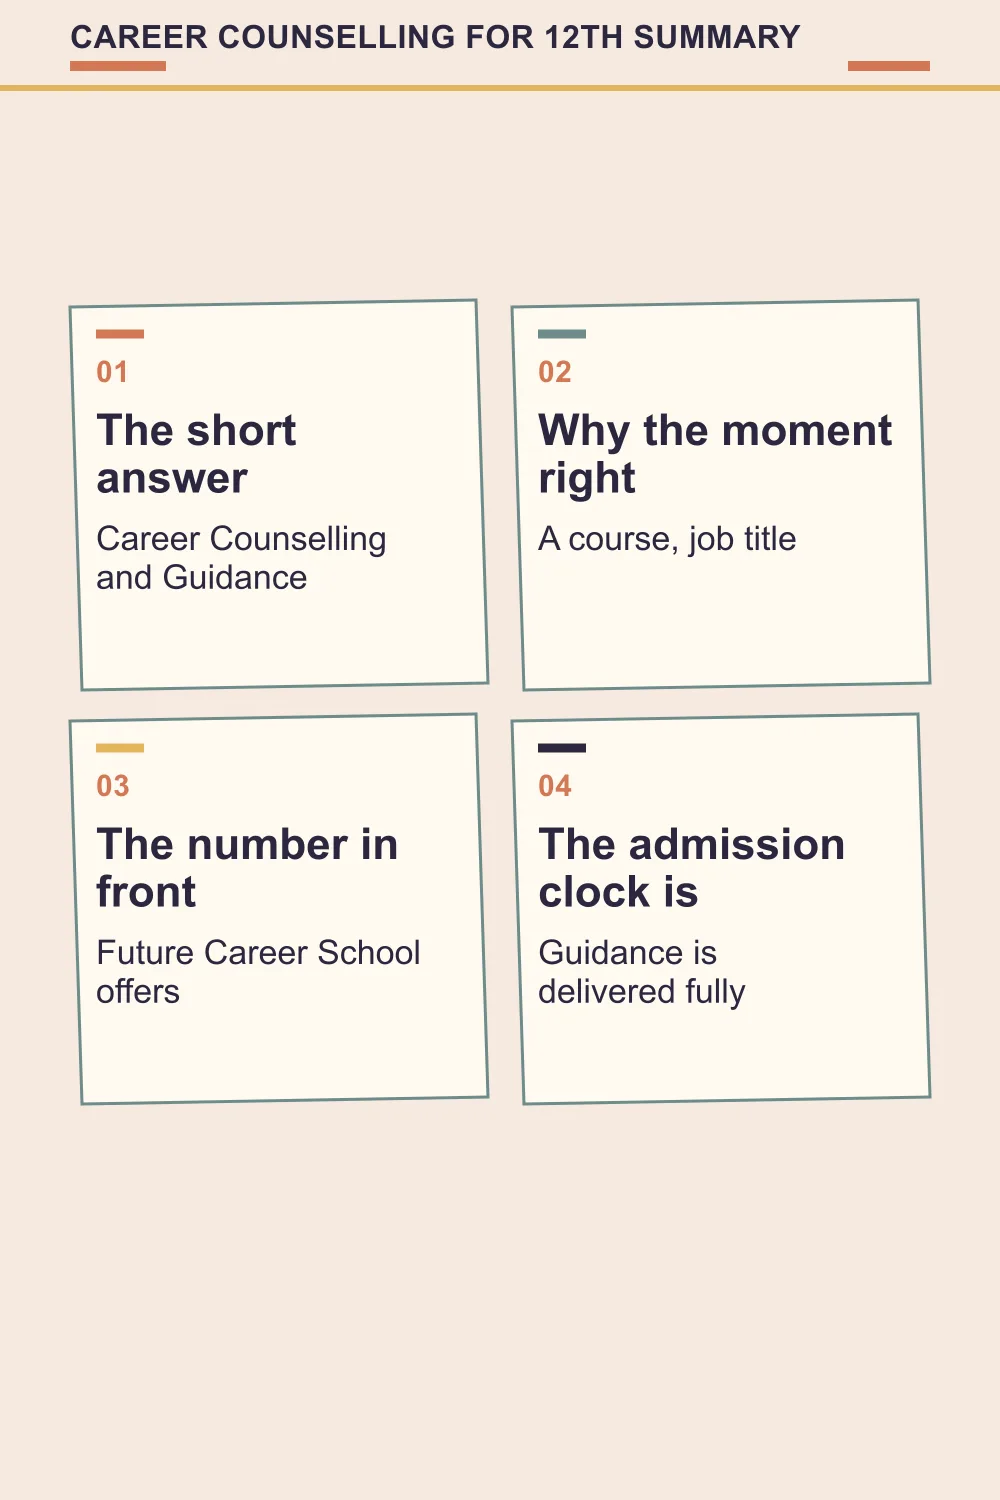 CAREER COUNSELLING FOR 12TH SUMMARY
01
The short
answer
Career Counselling
and Guidance
02
Why the moment
right
A course, job title
03
The number in
front
Future Career School
offers
04
The admission
clock is
Guidance is
delivered fully